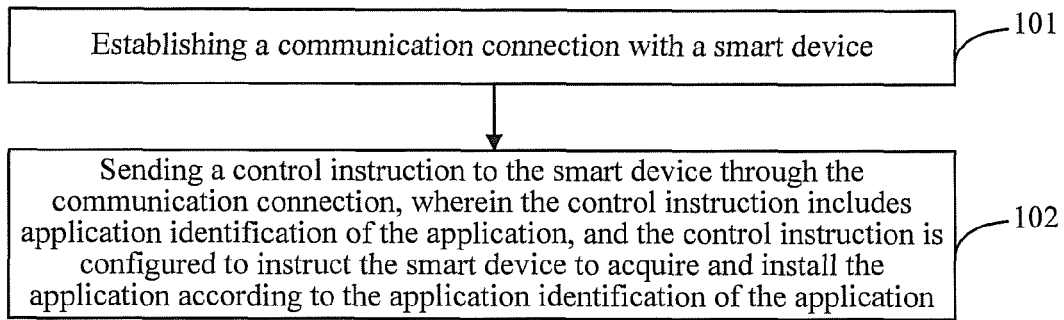 Establishing a communication connection with a smart device
101
Sending a control instruction to the smart device through the
communication connection, wherein the control instruction includes
application identification of the application, and the control instruction is
configured to instruct the smart device to acquire and install the
application according to the application identification of the application
102